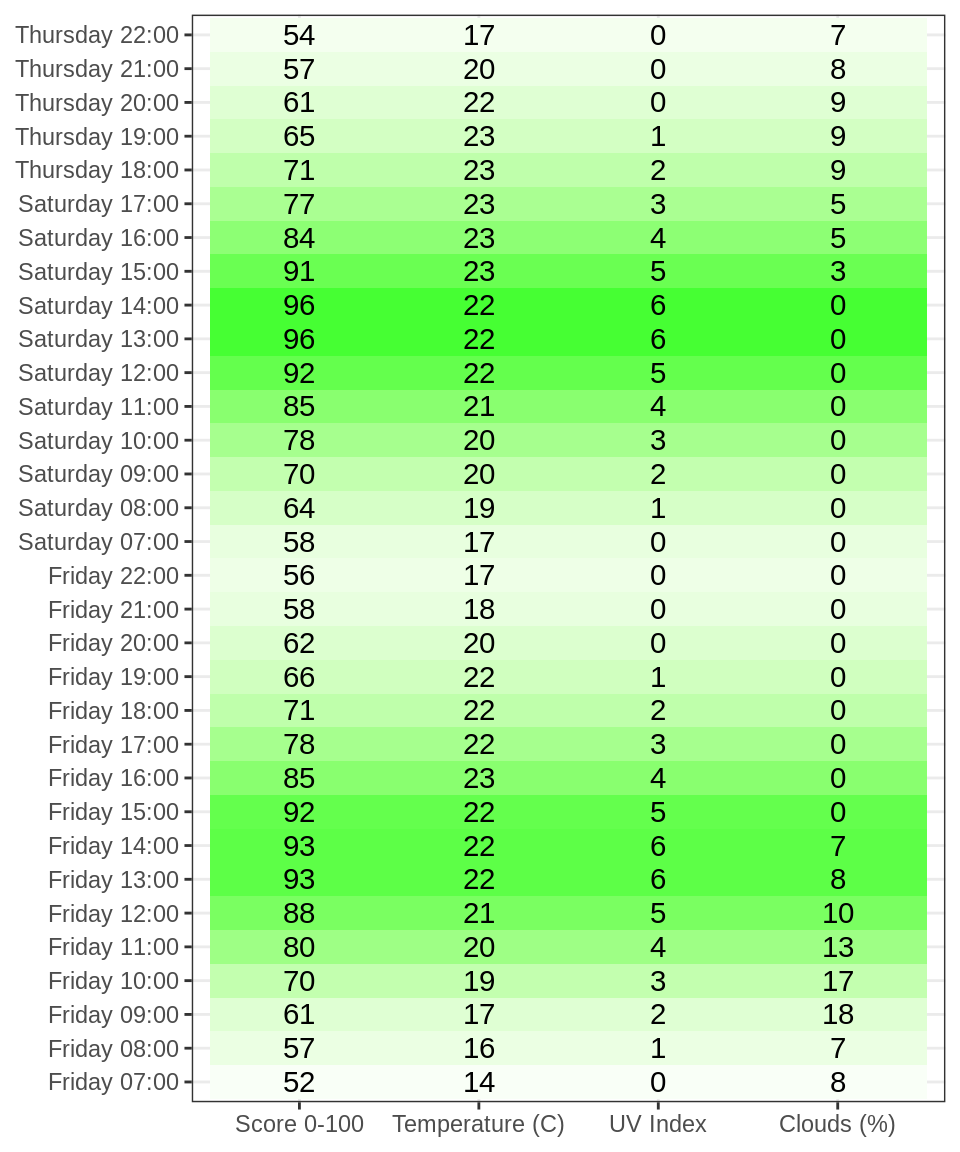 Thursday 22:00 54 17 0 7
Thursday 21:00 57 20 0 8
Thursday 20:00 61 22 0 9
Thursday 19:00 65 23 1 9
Thursday 18:00 71 23 2 9
Saturday 17:00 77 23 3 5
Saturday 16:00 84 23 4 5
Saturday 15:00 91 23 5 3
Saturday 14:00 96 22 6 0
Saturday 13:00 96 22 6 0
Saturday 12:00 92 22 5 0
Saturday 11:00 85 21 4 0
Saturday 10:00 78 20 3 0
Saturday 09:00 70 20 2 0
Saturday 08:00 64 19 1 0
Saturday 07:00 58 17 0 0
Friday 22:00 56 17 0 0
Friday 21:00 58 18 0 0
Friday 20:00 62 20 0 0
Friday 19:00 66 22 1 0
Friday 18:00 71 22 2 0
Friday 17:00 78 22 3 0
Friday 16:00 85 23 4 0
Friday 15:00 92 22 5 0
Friday 14:00 93 22 6 7
Friday 13:00 93 22 6 8
Friday 12:00 88 21 5 10
Friday 11:00 80 20 4 13
Friday 10:00 70 19 3 17
Friday 09:00 61 17 2 18
Friday 08:00 57 16 1 7
Friday 07:00 52 14 0 8
Score 0-100 Temperature (C) UV Index Clouds (%)